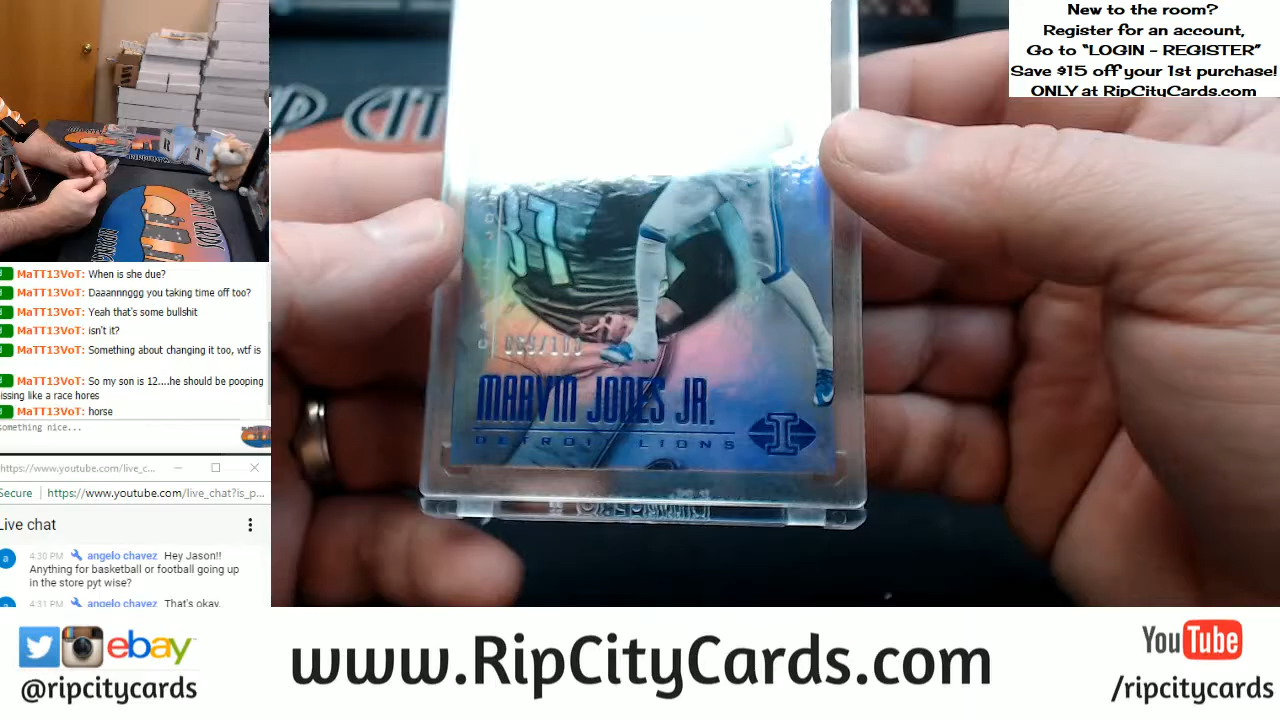 New to the room?
Register for an account,
Go to "LOGIN - REGISTER"
Save $15 off your 1st purchase!
ONLY at RipCityCards.com
P CIT
RIP CITY CARDS
R
T
MaTT13VoT: When is she due?
MaTT13VoT: Daaannnggg you taking time off too?
MaTT13VoT: Yeah that's some bullshit
MaTT13VoT: isn't it?
MaTT13VoT: Something about changing it too, wtf is
MaTT13VoT: So my son is 12....he should be pooping
issing like a race hores
MaTT13VoT: horse
something nice...
https://www.youtube.com/live_c...
Secure
https://www.youtube.com/live_chat?is_p...
Live chat
a
4:30 PM angelo chavez Hey Jason!!
Anything for basketball or football going up
in the store pyt wise?
a
4:31 PM angelo chavez That's okay,
MARVIN JONES JR.
DETROIT LIONS
I
ebay
@ripcitycards
www.RipCityCards.com
YouTube
/ripcitycards